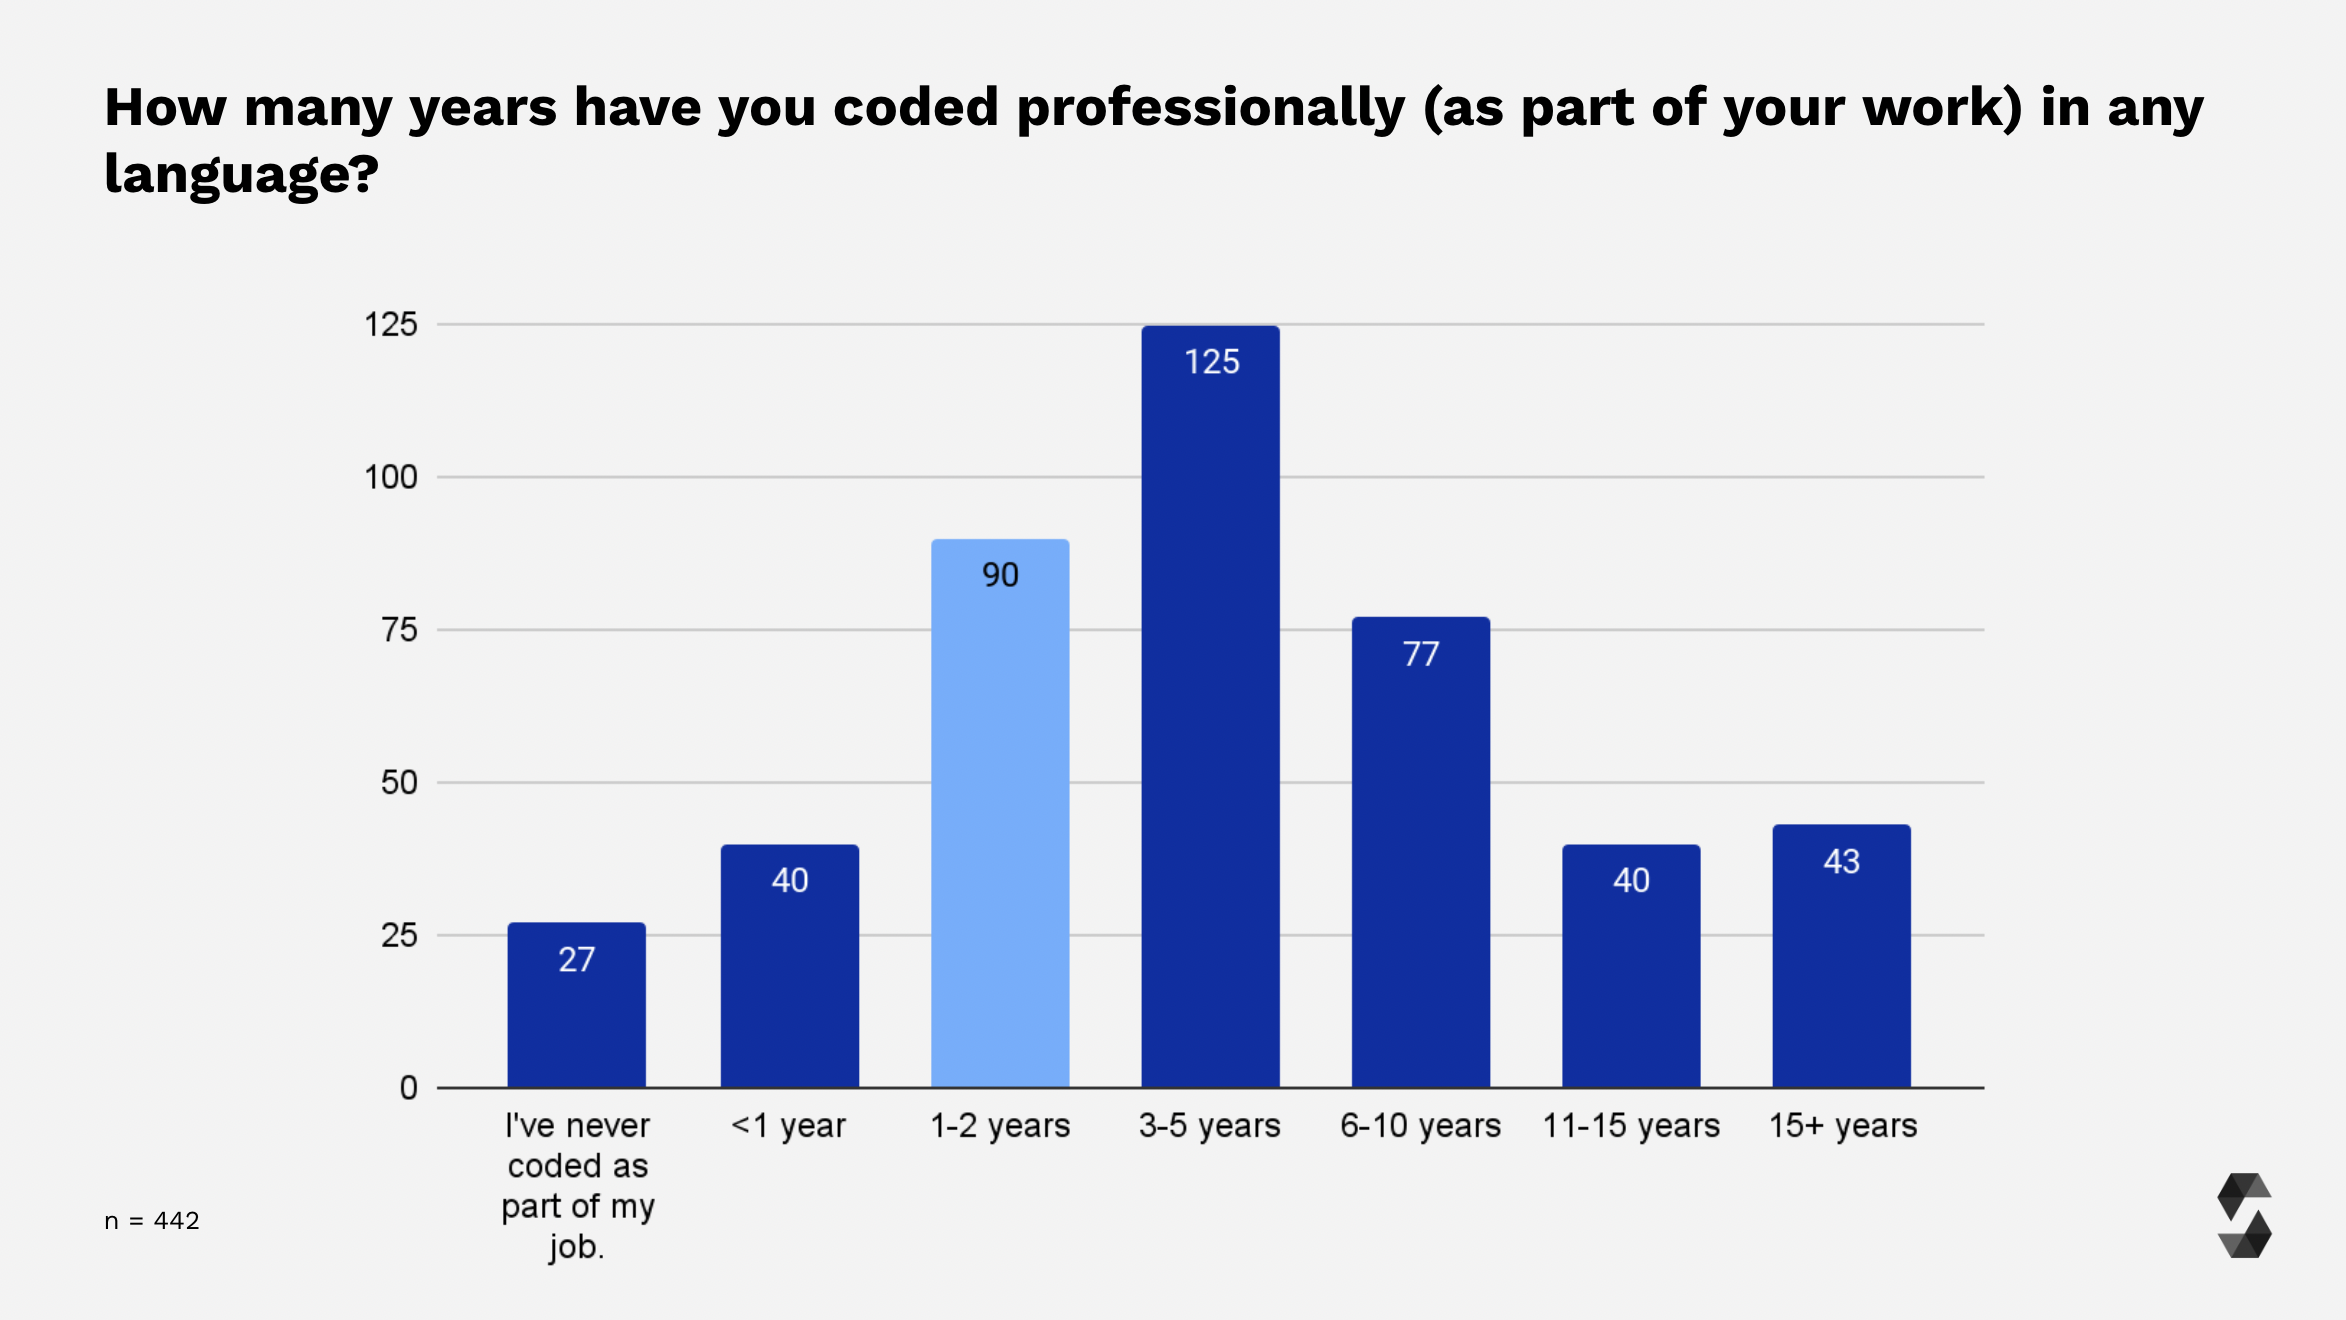 How many years have you coded professionally (as part of your work) in any
language?
125
100
75
50
25
0
27
40
90
125
77
40
43
I've never
coded as
part of my
job.
<1 year
1-2 years
3-5 years
6-10 years
11-15 years
15+ years
n = 442